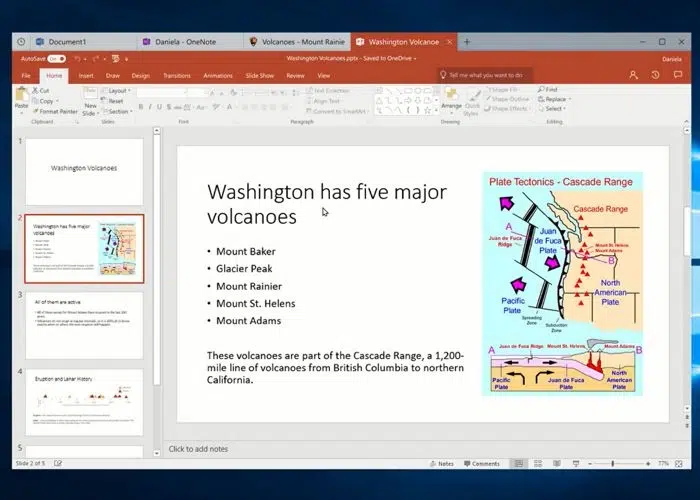 Document1
Daniela - OneNote
Volcanoes - Mount Rainie
Washington Volcanoe
AutoSave
On
Washington Volcanoes.pptx - Saved to OneDrive
Daniela
File
Home
Insert
Draw
Design
Transitions
Animations
Slide Show
Review
View
Tell me what you want to do
Paste
Cut
Copy
Format Painter
Clipboard
New Slide
Layout
Reset
Section
Slides
Font
Text Direction
Align Text
Convert to SmartArt
Paragraph
Arrange
Quick Styles
Shape Fill
Shape Outline
Shape Effects
Drawing
Find
Replace
Select
Editing
1
Washington Volcanoes
2
Washington has five major
volcanoes
3
All of them are active
4
Eruption and Lahar History
5
Washington has five major
volcanoes
• Mount Baker
• Glacier Peak
• Mount Rainier
• Mount St. Helens
• Mount Adams
These volcanoes are part of the Cascade Range, a 1,200-
mile line of volcanoes from British Columbia to northern
California.
Plate Tectonics - Cascade Range
Cascade Range
A
Juan de Fuca
Ridge
Juan
de Fuca
Plate
Mount St. Helens
Mount Adams
B
North
American
Plate
Pacific
Plate
Spreading
Zone
Subduction
Zone
A
Juan de Fuca Ridge
Mount St. Helens
Mount Adams
B
Pacific
Plate
Juan de Fuca
Plate
North
American
Plate
Click to add notes
Slide 2 of 5
Notes
Comments
77%